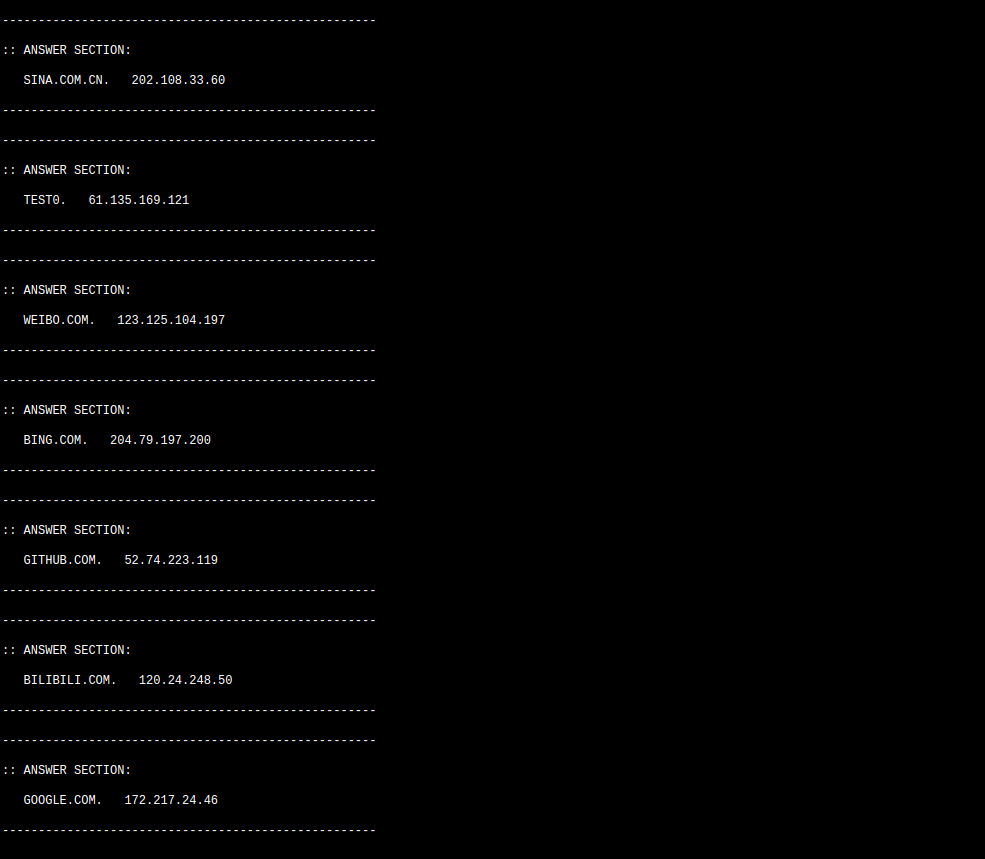 ----------------------------------------------------
:: ANSWER SECTION:
SINA.COM.CN.   202.108.33.60
----------------------------------------------------
----------------------------------------------------
:: ANSWER SECTION:
TEST0.   61.135.169.121
----------------------------------------------------
----------------------------------------------------
:: ANSWER SECTION:
WEIBO.COM.   123.125.104.197
----------------------------------------------------
----------------------------------------------------
:: ANSWER SECTION:
BING.COM.   204.79.197.200
----------------------------------------------------
----------------------------------------------------
:: ANSWER SECTION:
GITHUB.COM.   52.74.223.119
----------------------------------------------------
----------------------------------------------------
:: ANSWER SECTION:
BILIBILI.COM.   120.24.248.50
----------------------------------------------------
----------------------------------------------------
:: ANSWER SECTION:
GOOGLE.COM.   172.217.24.46
----------------------------------------------------